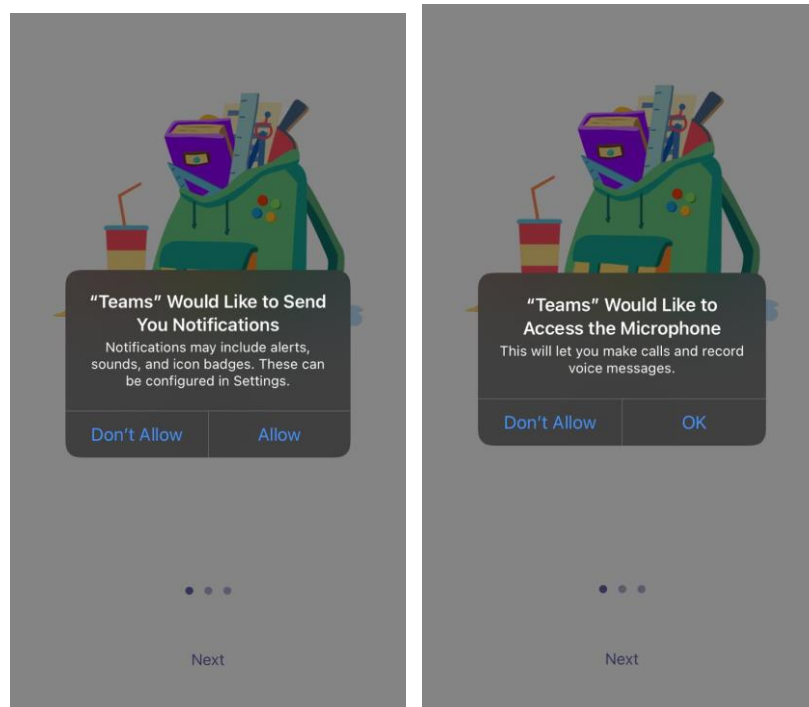 “Teams” Would Like to Send
You Notifications
Notifications may include alerts,
sounds, and icon badges. These can
be configured in Settings.
Don’t Allow
Allow
Next
“Teams” Would Like to
Access the Microphone
This will let you make calls and record
voice messages.
Don’t Allow
OK
Next